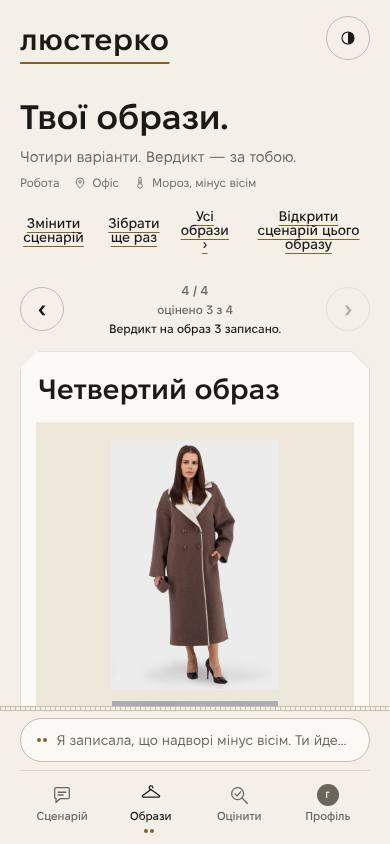 люстерко
Твої образи.
Чотири варіанти. Вердикт — за тобою.
Робота Офіс Мороз, мінус вісім
Змінити сценарій Зібрати ще раз Усі образи › Відкрити сценарій цього образу
4 / 4
оцінено 3 з 4
Вердикт на образ 3 записано.
Четвертий образ
Я записала, що надворі мінус вісім. Ти йде...
Сценарій Образи Оцінити Г Профіль